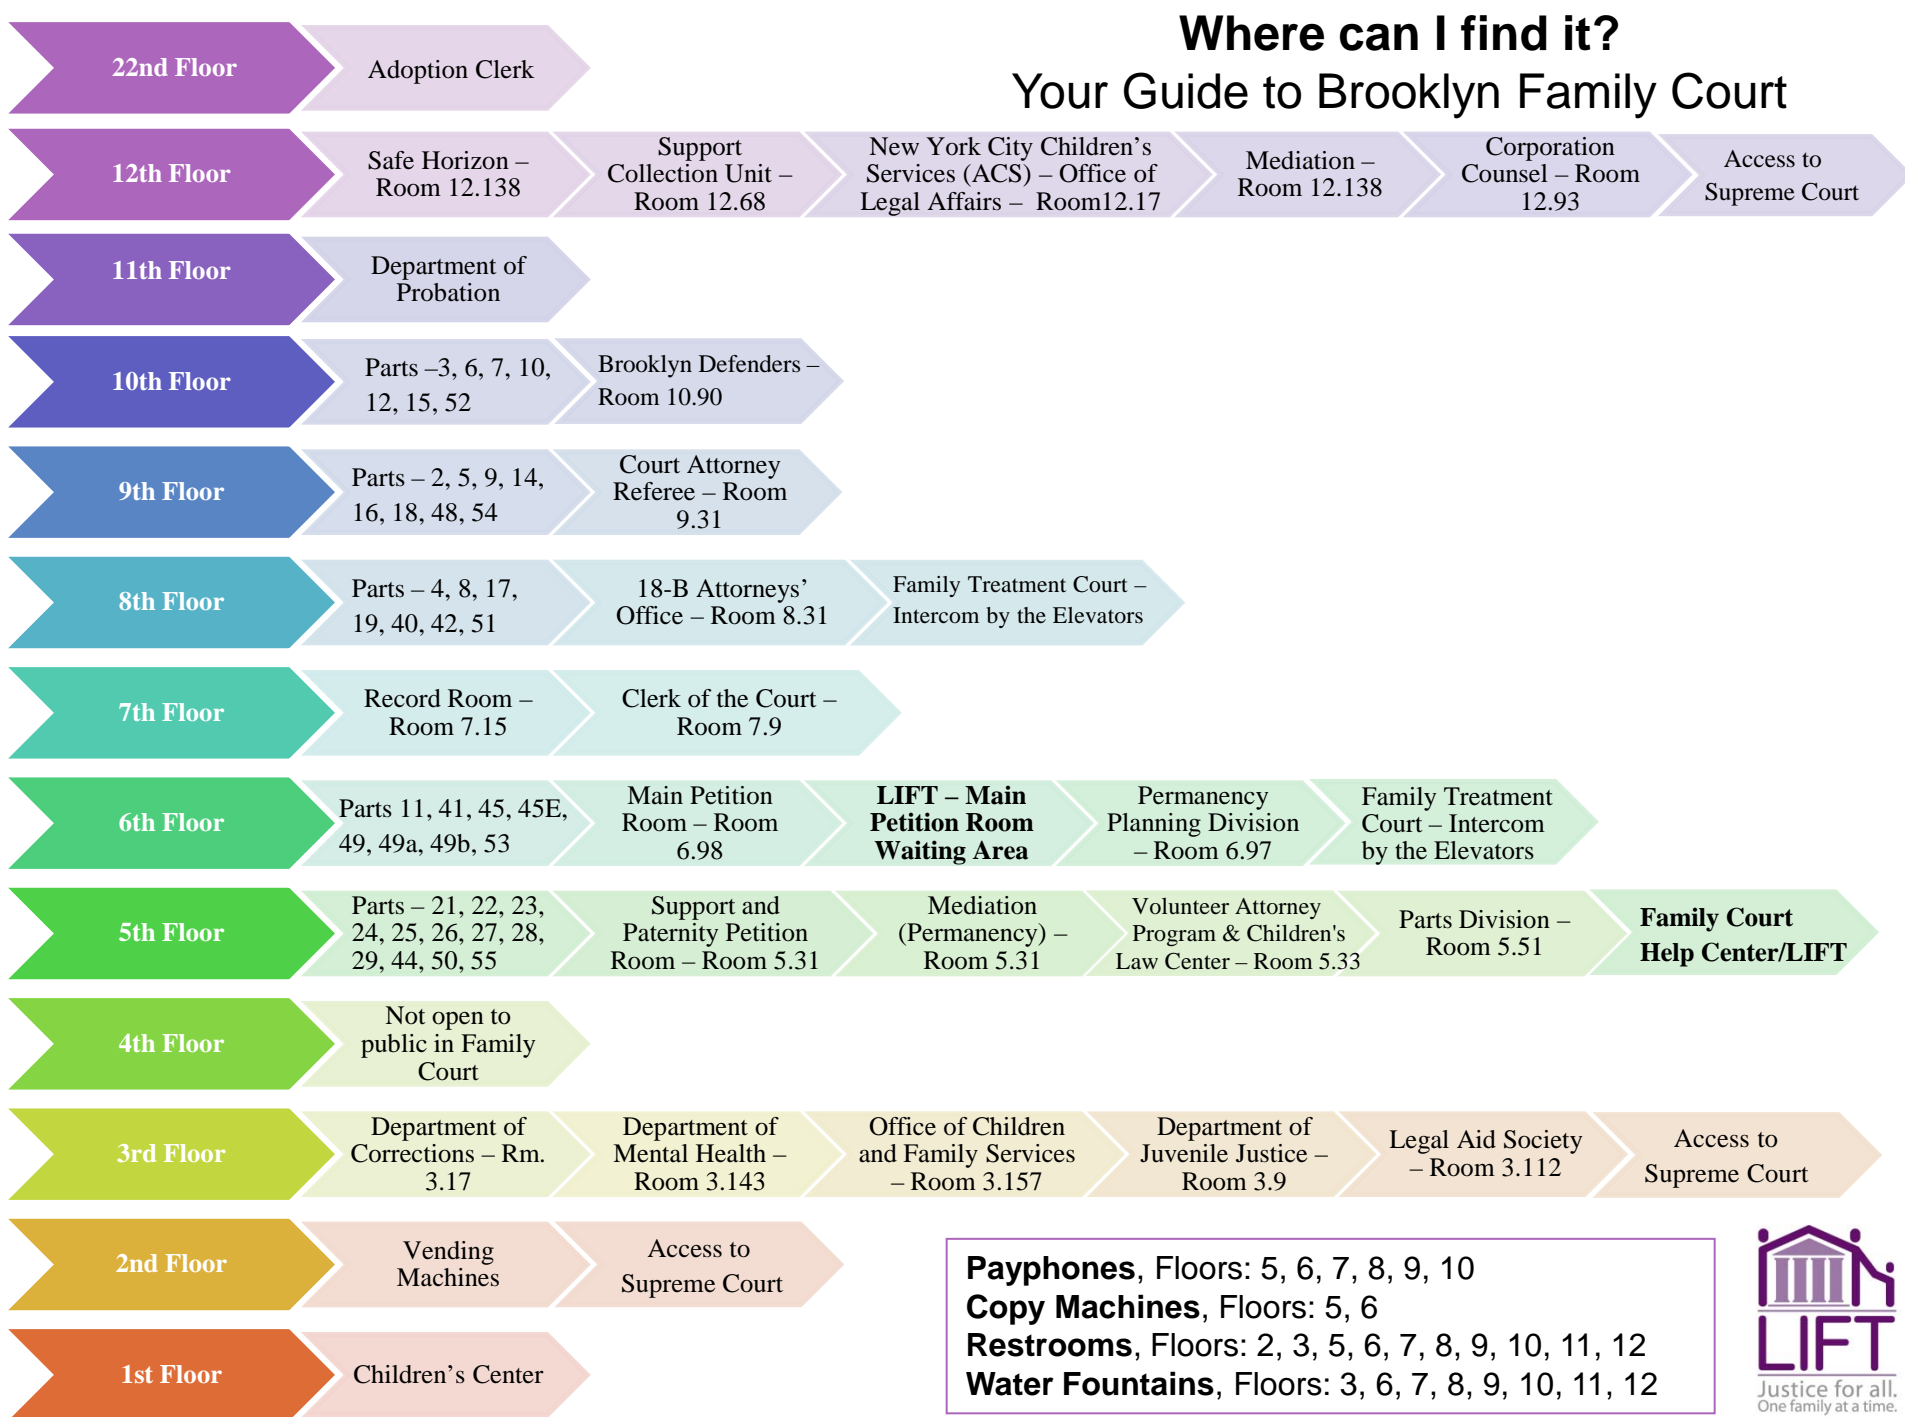 Where can I find it?
Your Guide to Brooklyn Family Court
22nd Floor
Adoption Clerk
12th Floor
Safe Horizon –
Room 12.138
Support
Collection Unit –
Room 12.68
New York City Children's
Services (ACS) – Office of
Legal Affairs – Room12.17
Mediation –
Room 12.138
Corporation
Counsel – Room
12.93
Access to
Supreme Court
11th Floor
Department of
Probation
10th Floor
Parts –3, 6, 7, 10,
12, 15, 52
Brooklyn Defenders –
Room 10.90
9th Floor
Parts – 2, 5, 9, 14,
16, 18, 48, 54
Court Attorney
Referee – Room
9.31
8th Floor
Parts – 4, 8, 17,
19, 40, 42, 51
18-B Attorneys'
Office – Room 8.31
Family Treatment Court –
Intercom by the Elevators
7th Floor
Record Room –
Room 7.15
Clerk of the Court –
Room 7.9
6th Floor
Parts 11, 41, 45, 45E,
49, 49a, 49b, 53
Main Petition
Room – Room
6.98
LIFT – Main
Petition Room
Waiting Area
Permanency
Planning Division
– Room 6.97
Family Treatment
Court – Intercom
by the Elevators
5th Floor
Parts – 21, 22, 23,
24, 25, 26, 27, 28,
29, 44, 50, 55
Support and
Paternity Petition
Room – Room 5.31
Mediation
(Permanency) –
Room 5.31
Volunteer Attorney
Program & Children's
Law Center – Room 5.33
Parts Division –
Room 5.51
Family Court
Help Center/LIFT
4th Floor
Not open to
public in Family
Court
3rd Floor
Department of
Corrections – Rm.
3.17
Department of
Mental Health –
Room 3.143
Office of Children
and Family Services
– Room 3.157
Department of
Juvenile Justice –
Room 3.9
Legal Aid Society
– Room 3.112
Access to
Supreme Court
2nd Floor
Vending
Machines
Access to
Supreme Court
1st Floor
Children's Center
Payphones, Floors: 5, 6, 7, 8, 9, 10
Copy Machines, Floors: 5, 6
Restrooms, Floors: 2, 3, 5, 6, 7, 8, 9, 10, 11, 12
Water Fountains, Floors: 3, 6, 7, 8, 9, 10, 11, 12
LIFT
Justice for all.
One family at a time.